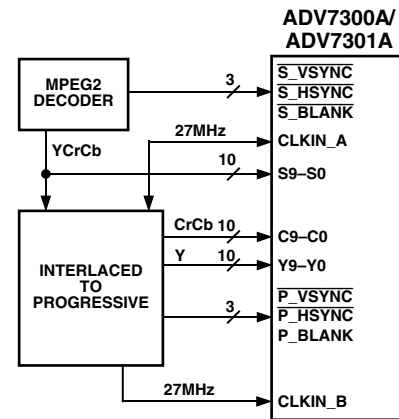 ADV7300A/
ADV7301A
MPEG2
DECODER
3
S_VSYNC
S_HSYNC
S_BLANK
YCrCb
27MHz
CLKIN_A
10
S9–S0
INTERLACED
TO
PROGRESSIVE
CrCb 10
C9–C0
Y 10
Y9–Y0
3
P_VSYNC
P_HSYNC
P_BLANK
27MHz
CLKIN_B